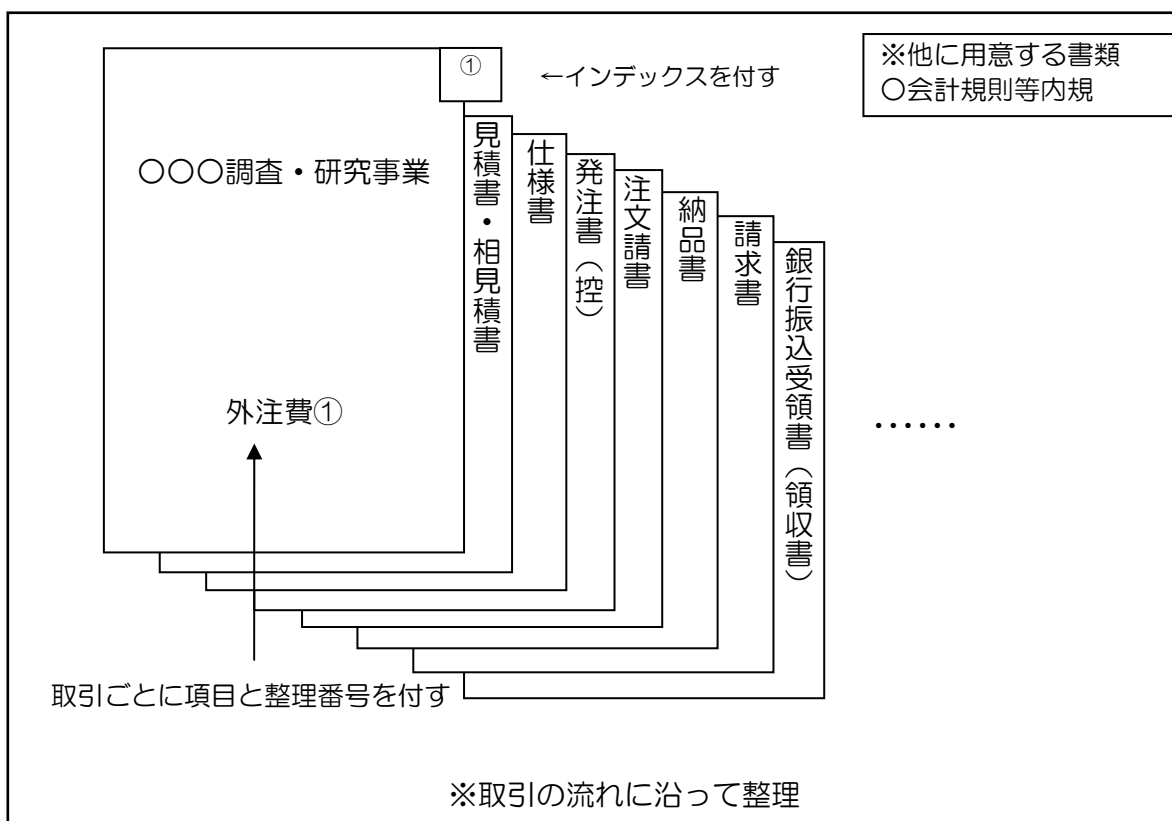 ①
←インデックスを付す
※他に用意する書類
○会計規則等内規
○○○調査・研究事業
外注費①
見積書・相見積書
仕様書
発注書（控）
注文請書
納品書
請求書
銀行振込受領書（領収書）
……
取引ごとに項目と整理番号を付す
※取引の流れに沿って整理